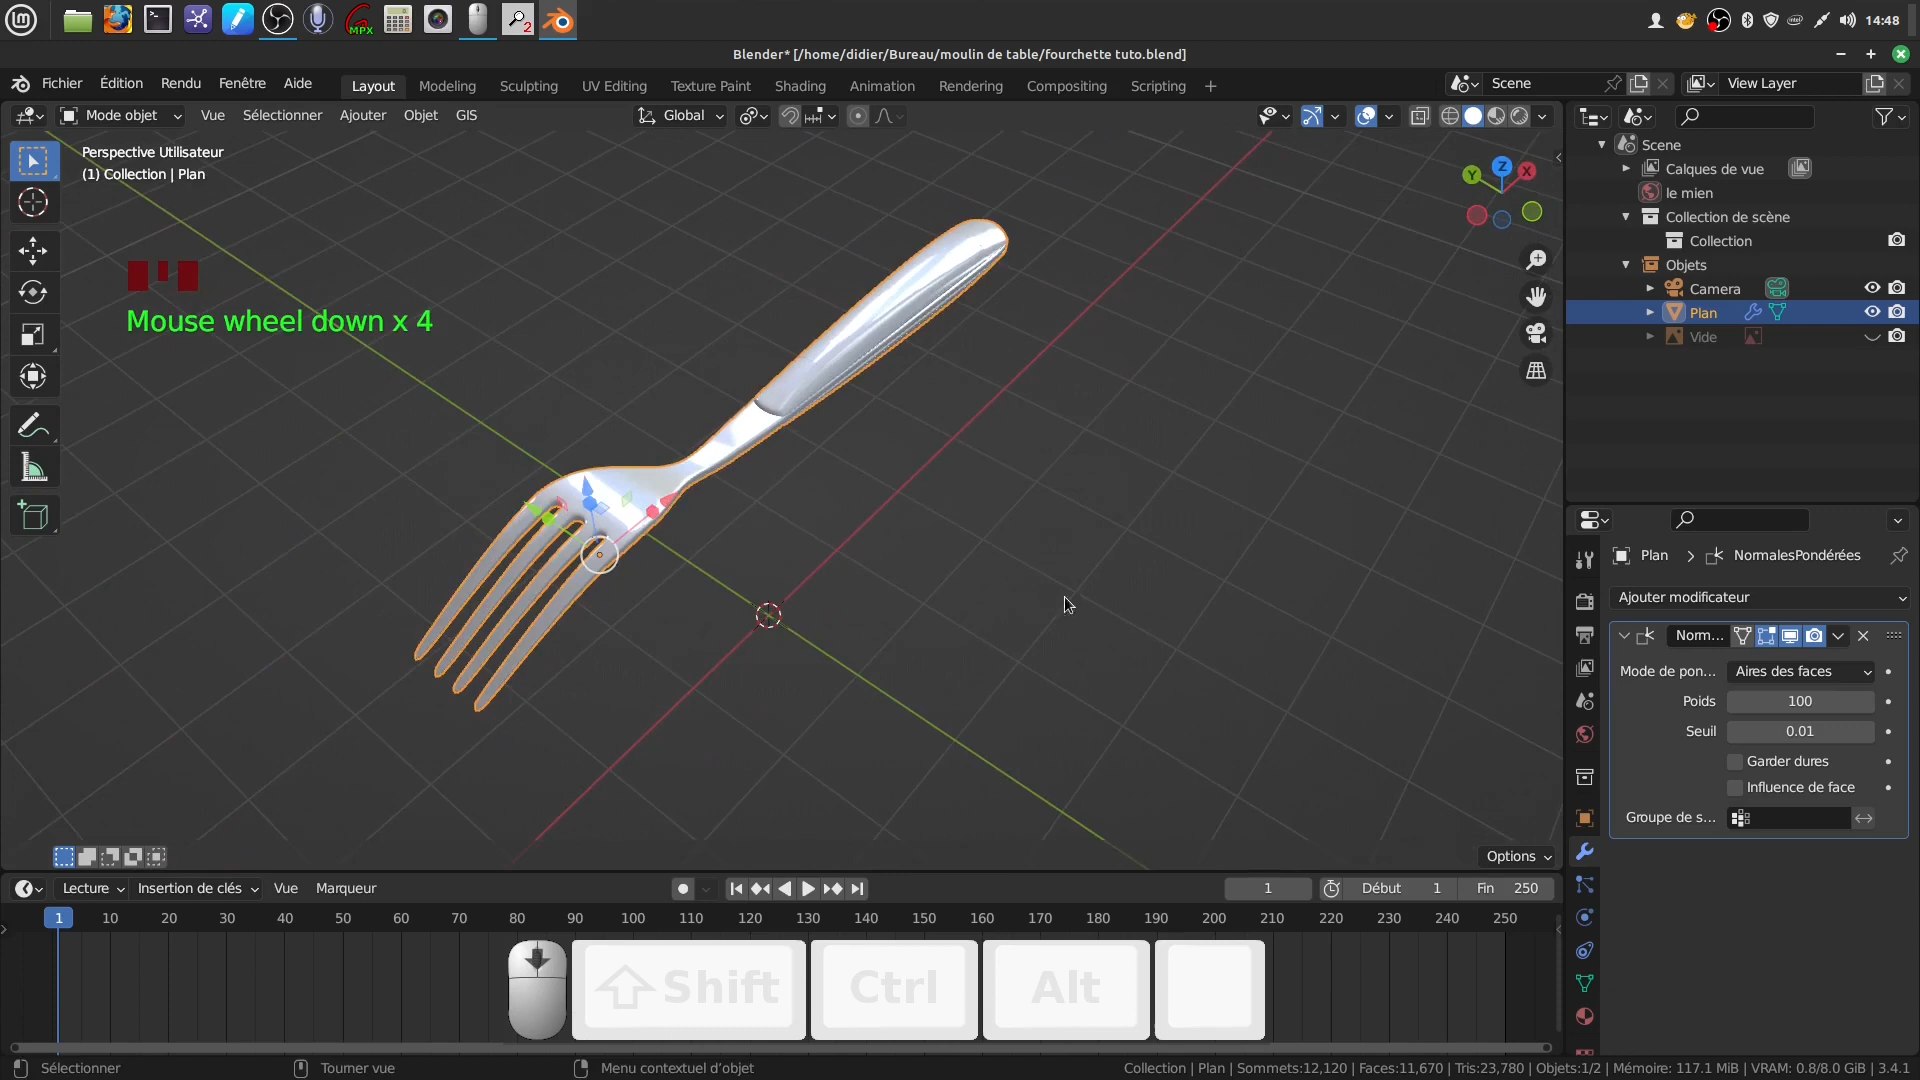 MPX
2
14:48
Blender* [/home/didier/Bureau/moulin de table/fourchette tuto.blend]
Fichier Édition Rendu Fenêtre Aide Layout Modeling Sculpting UV Editing Texture Paint Shading Animation Rendering Compositing Scripting + Scene View Layer
Mode objet Vue Sélectionner Ajouter Objet GIS Global
Perspective Utilisateur
(1) Collection | Plan
Z
Y
X
Mouse wheel down x 4
Scene
Calques de vue
le mien
Collection de scène
Collection
Objets
Camera
Plan
Vide
Plan > NormalesPondérées
Ajouter modificateur
Norm...
Mode de pon... Aires des faces
Poids 100
Seuil 0.01
Garder dures
Influence de face
Groupe de s...
Options
Lecture Insertion de clés Vue Marqueur 1 Début 1 Fin 250
1 10 20 30 40 50 60 70 80 90 100 110 120 130 140 150 160 170 180 190 200 210 220 230 240 250
Shift Ctrl Alt
Sélectionner Tourner vue Menu contextuel d'objet Collection | Plan | Sommets:12,120 | Faces:11,670 | Tris:23,780 | Objets:1/2 | Mémoire: 117.1 MiB | VRAM: 0.8/8.0 GiB | 3.4.1